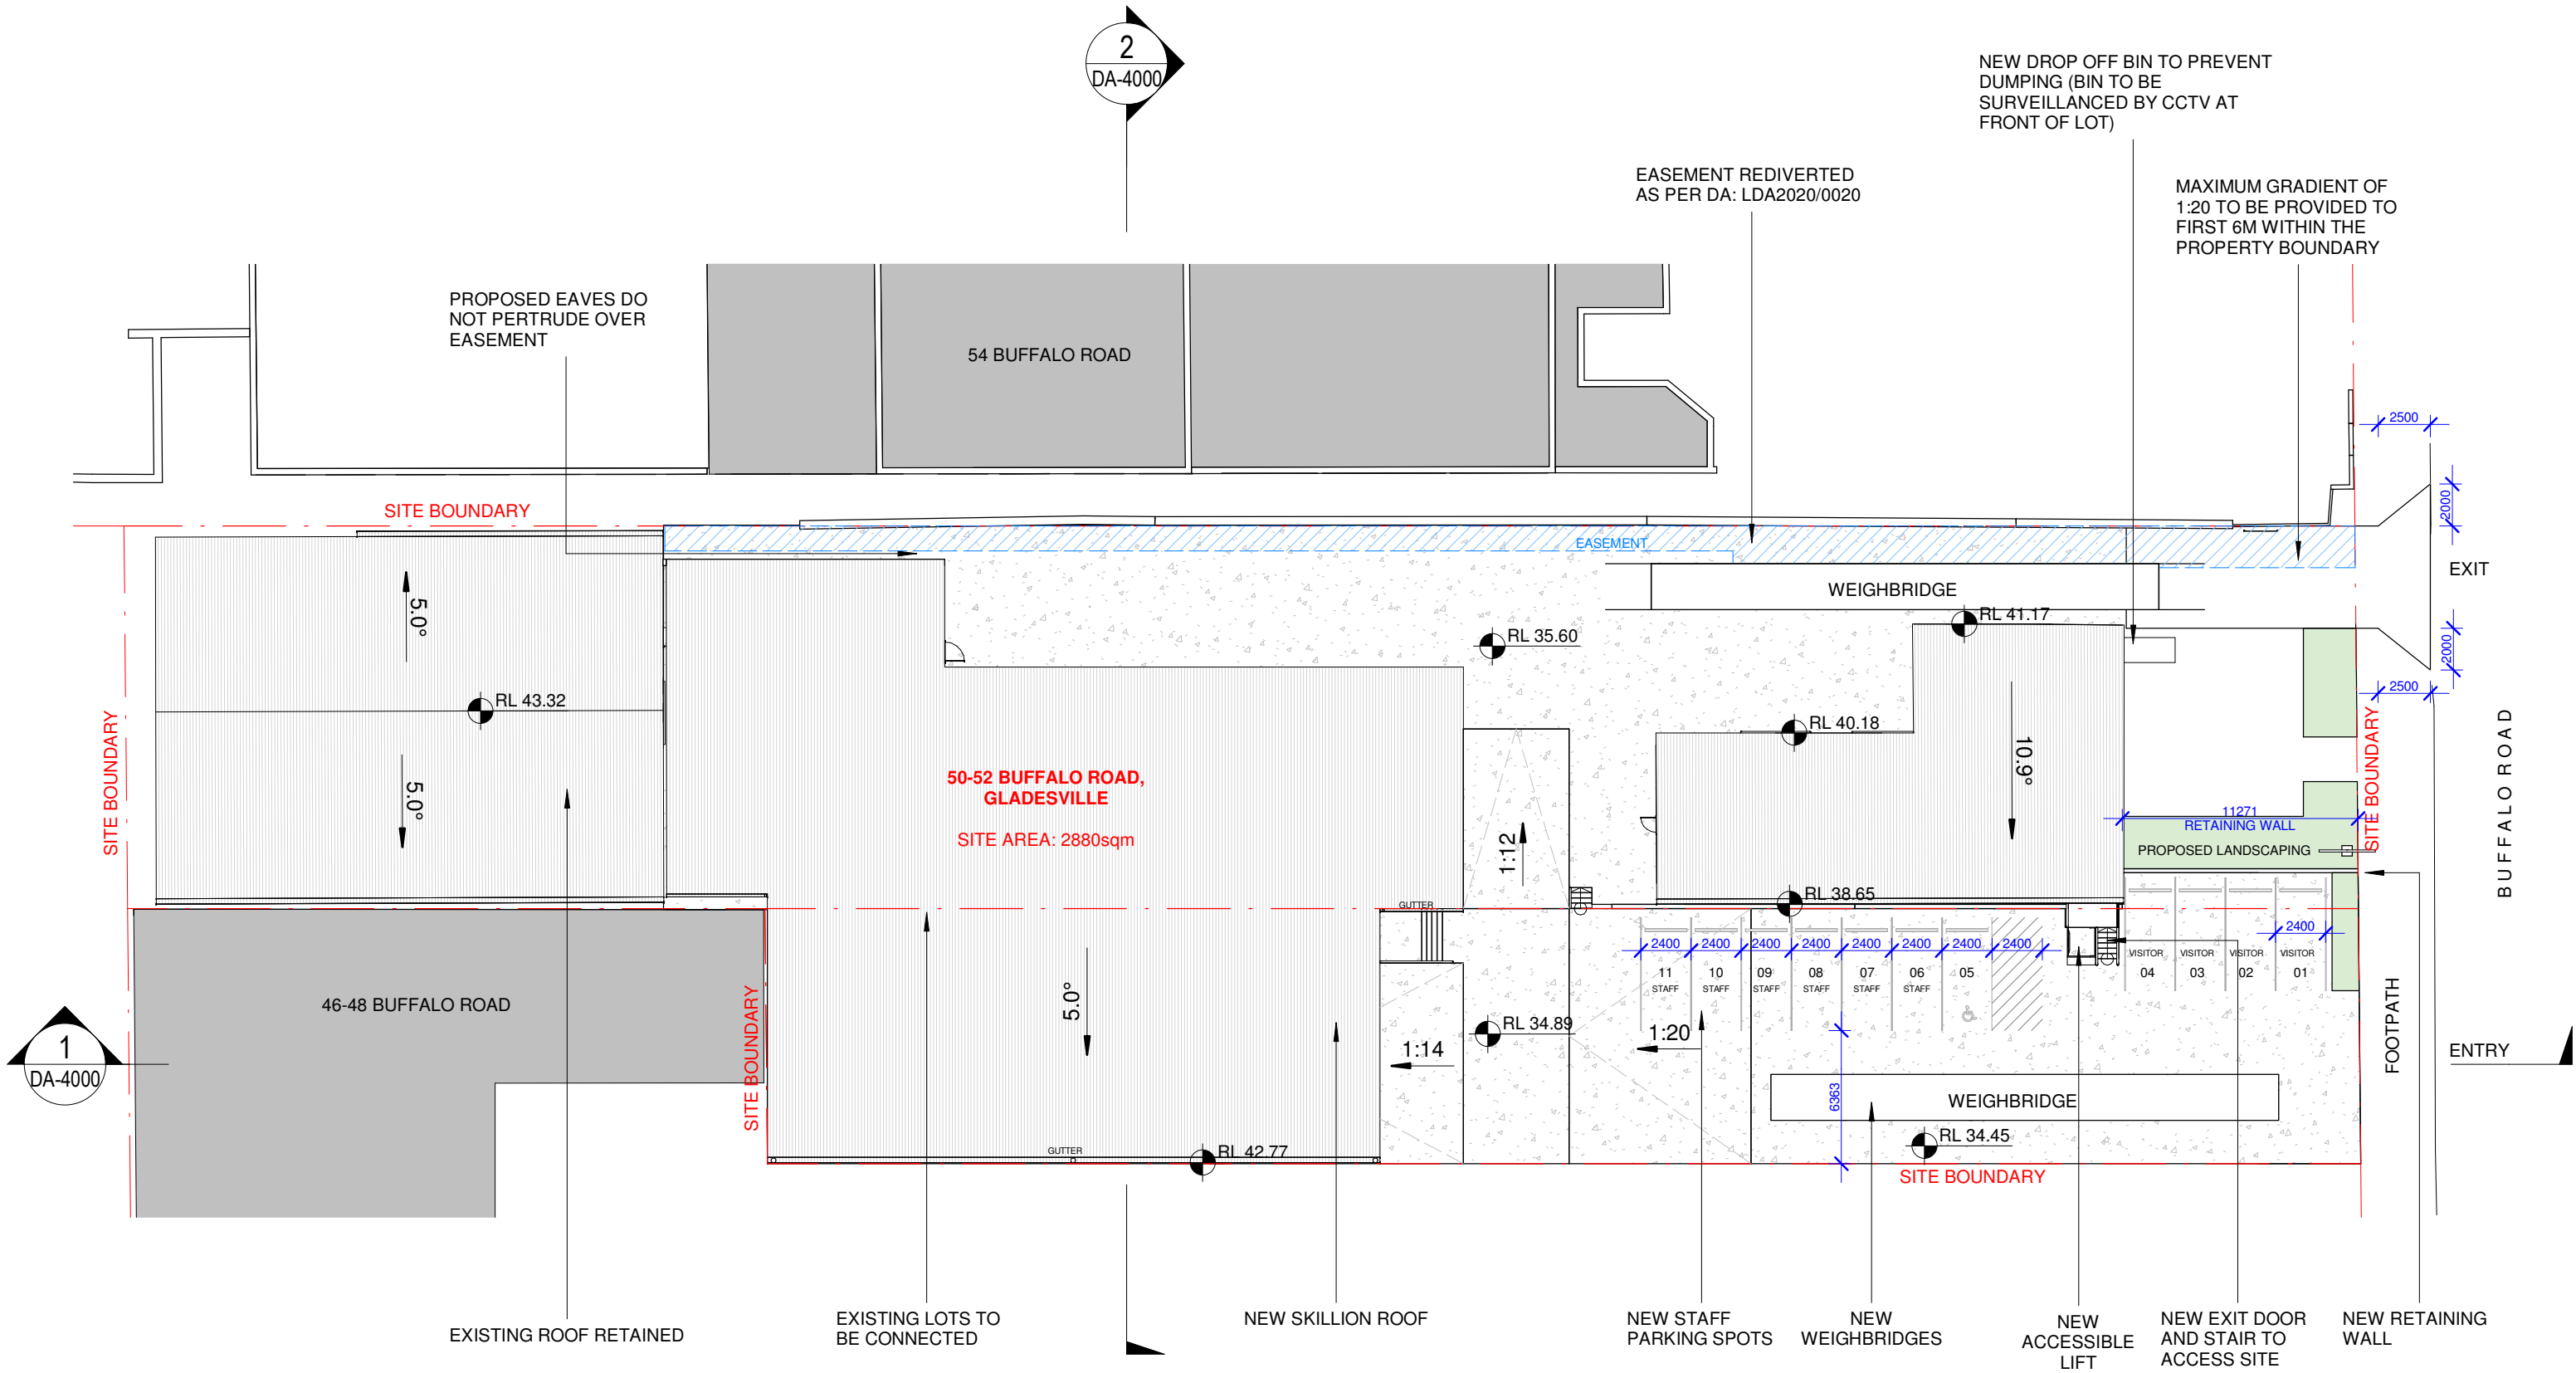 2
DA-4000
NEW DROP OFF BIN TO PREVENT
DUMPING (BIN TO BE
SURVEILLANCED BY CCTV AT
FRONT OF LOT)
EASEMENT REDIVERTED
AS PER DA: LDA2020/0020
MAXIMUM GRADIENT OF
1:20 TO BE PROVIDED TO
FIRST 6M WITHIN THE
PROPERTY BOUNDARY
PROPOSED EAVES DO
NOT PERTRUDE OVER
EASEMENT
54 BUFFALO ROAD
2500
2000
SITE BOUNDARY
EASEMENT
EXIT
WEIGHBRIDGE
RL 41.17
5.0°
RL 35.60
2000
2500
RL 43.32
RL 40.18
SITE BOUNDARY
SITE BOUNDARY
BUFFALO ROAD
50-52 BUFFALO ROAD,
GLADESVILLE
SITE AREA: 2880sqm
5.0°
10.9°
1:12
11271
RETAINING WALL
PROPOSED LANDSCAPING
RL 38.65
GUTTER
2400
2400
2400
2400
2400
2400
2400
2400
2400
VISITOR
VISITOR
VISITOR
VISITOR
04
03
02
01
11
10
09
08
07
06
05
STAFF
STAFF
STAFF
STAFF
STAFF
STAFF
46-48 BUFFALO ROAD
5.0°
SITE BOUNDARY
RL 34.89
1:20
1:14
FOOTPATH
ENTRY
1
DA-4000
6363
WEIGHBRIDGE
RL 34.45
GUTTER
RL 42.77
SITE BOUNDARY
EXISTING ROOF RETAINED
EXISTING LOTS TO
BE CONNECTED
NEW SKILLION ROOF
NEW STAFF
PARKING SPOTS
NEW
WEIGHBRIDGES
NEW
ACCESSIBLE
LIFT
NEW EXIT DOOR
AND STAIR TO
ACCESS SITE
NEW RETAINING
WALL